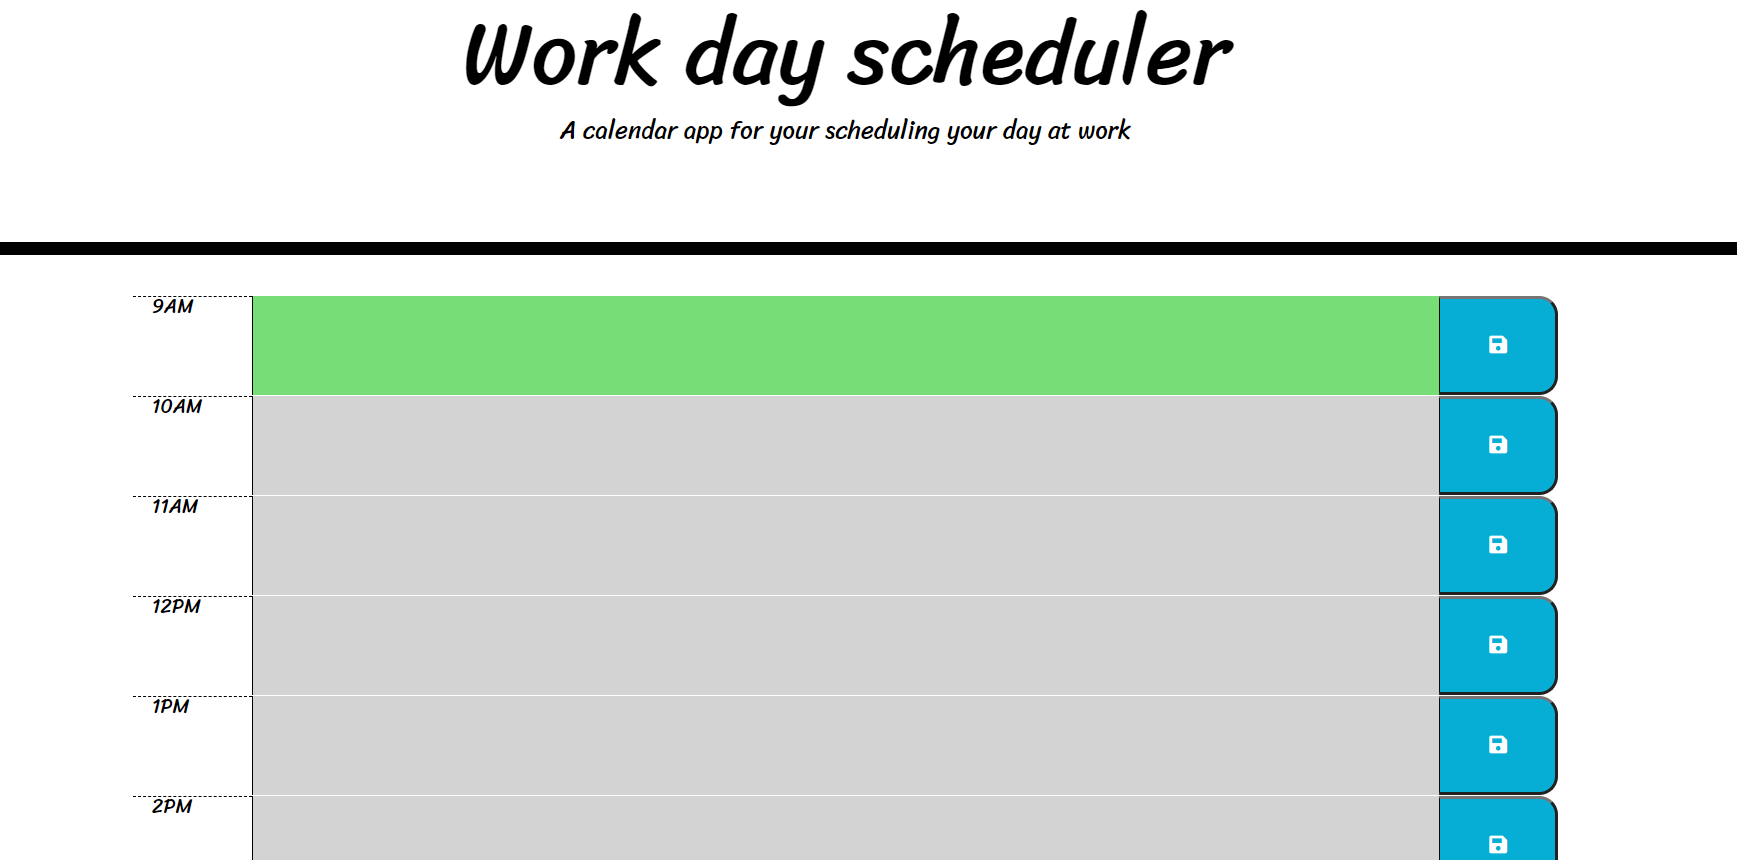 Work day scheduler
A calendar app for your scheduling your day at work
9AM
10AM
11AM
12PM
1PM
2PM